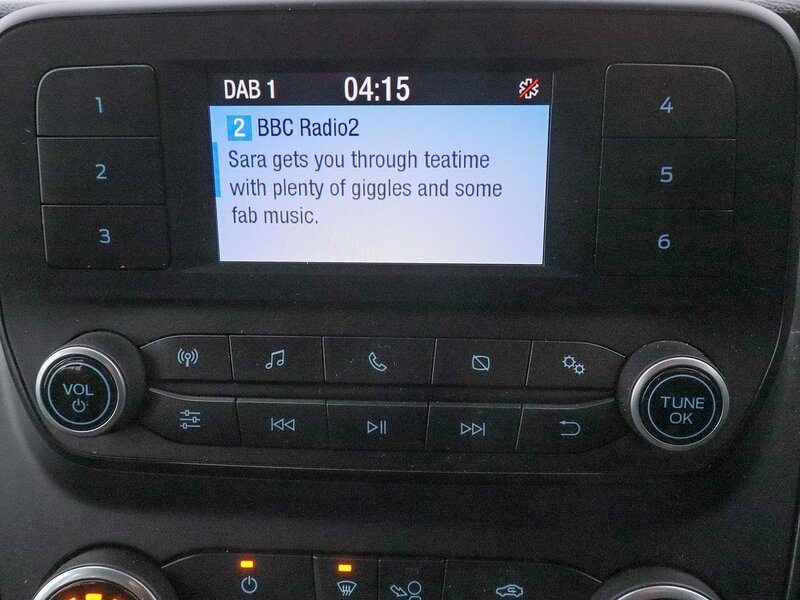 DAB 1 04:15
2 BBC Radio2
Sara gets you through teatime
with plenty of giggles and some
fab music.
1
2
3
4
5
6
VOL
TUNE
OK